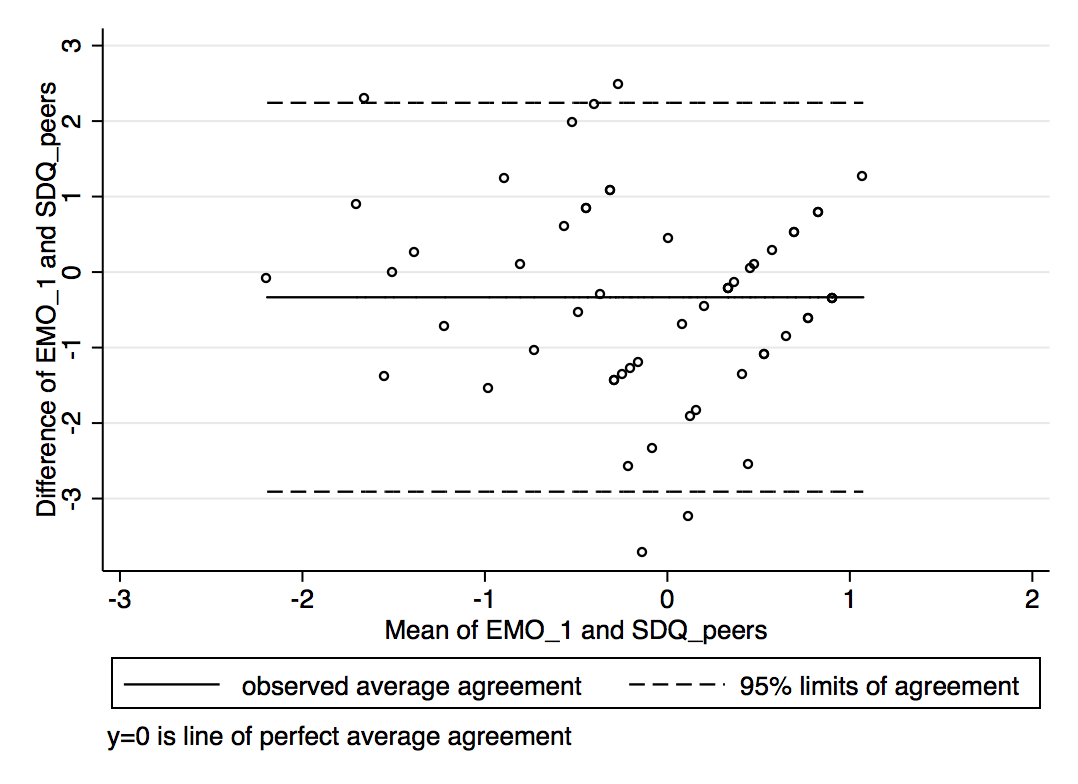 Difference of EMO_1 and SDQ_peers
3
2
1
0
-1
-2
-3
-3
-2
-1
0
1
2
Mean of EMO_1 and SDQ_peers
observed average agreement
95% limits of agreement
y=0 is line of perfect average agreement